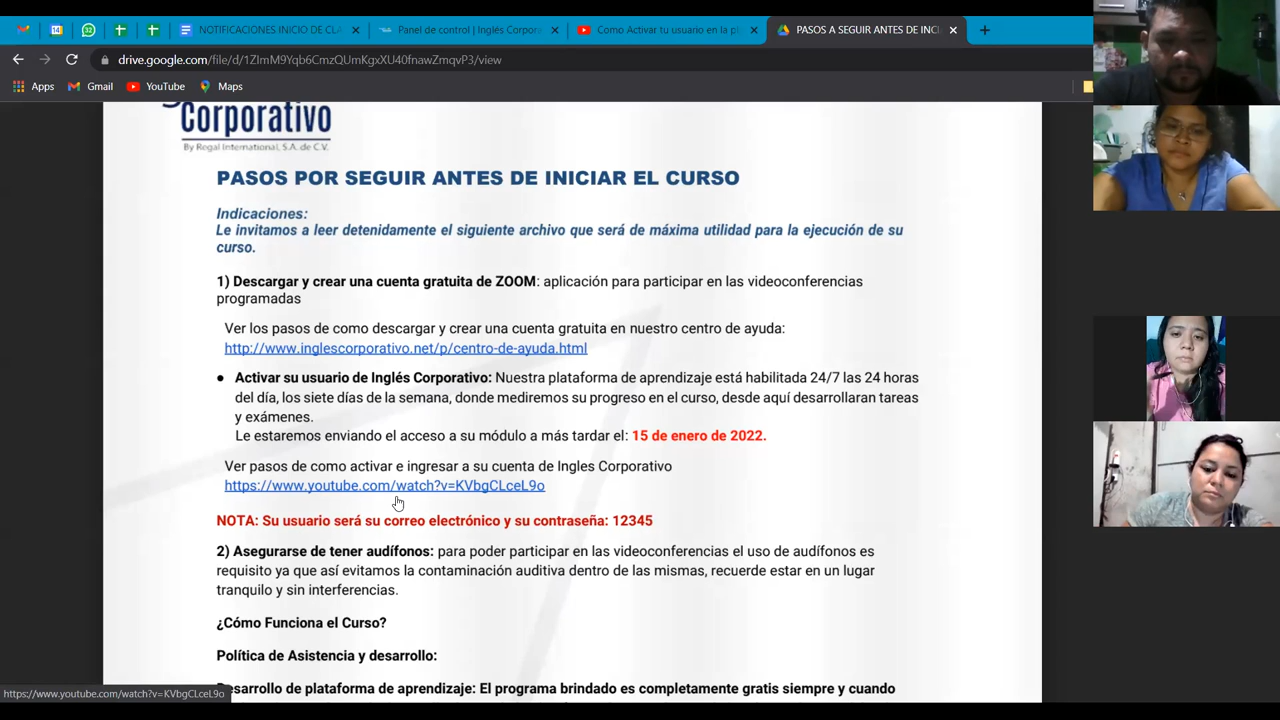 32
NOTIFICACIONES INICIO DE CLA
Panel de control | Inglés Corpora
Como Activar tu usuario en la p
PASOS A SEGUIR ANTES DE INICI
drive.google.com/file/d/1ZlmM9Yqb6CmzQUmKgxXU40fnawZmqvP3/view
Apps
Gmail
YouTube
Maps
Corporativo
By Regal International, S.A. de C.V.
PASOS POR SEGUIR ANTES DE INICIAR EL CURSO
Indicaciones:
Le invitamos a leer detenidamente el siguiente archivo que será de máxima utilidad para la ejecución de su
curso.
1) Descargar y crear una cuenta gratuita de ZOOM: aplicación para participar en las videoconferencias
programadas
Ver los pasos de como descargar y crear una cuenta gratuita en nuestro centro de ayuda:
http://www.inglescorporativo.net/p/centro-de-ayuda.html
● Activar su usuario de Inglés Corporativo: Nuestra plataforma de aprendizaje está habilitada 24/7 las 24 horas
del día, los siete días de la semana, donde mediremos su progreso en el curso, desde aquí desarrollaran tareas
y exámenes.
Le estaremos enviando el acceso a su módulo a más tardar el: 15 de enero de 2022.
Ver pasos de como activar e ingresar a su cuenta de Ingles Corporativo
https://www.youtube.com/watch?v=KVbgCLceL9o
NOTA: Su usuario será su correo electrónico y su contraseña: 12345
2) Asegurarse de tener audífonos: para poder participar en las videoconferencias el uso de audífonos es
requisito ya que así evitamos la contaminación auditiva dentro de las mismas, recuerde estar en un lugar
tranquilo y sin interferencias.
¿Cómo Funciona el Curso?
Política de Asistencia y desarrollo:
Desarrollo de plataforma de aprendizaje: El programa brindado es completamente gratis siempre y cuando
https://www.youtube.com/watch?v=KVbgCLceL9o